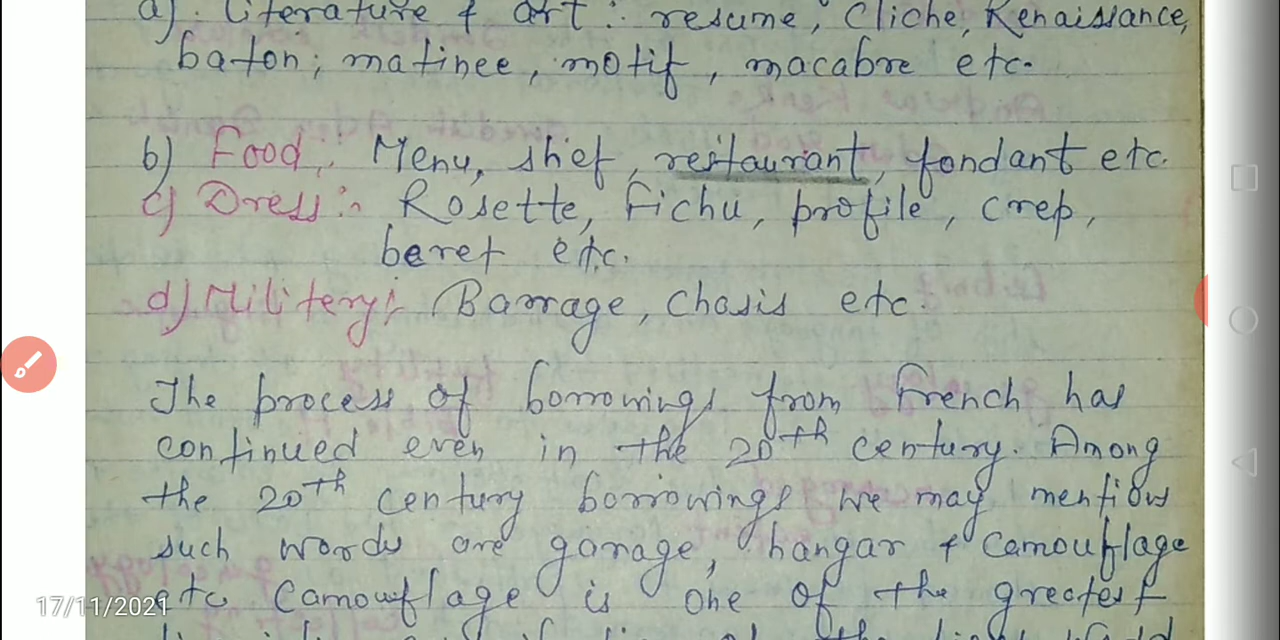 a) Literature & art : resume, Cliche, Renaissance,
baton, matinee, motif, macabre etc.
b) Food, Menu, shef, restaurant, fondant etc.
c) Dress :- Rosette, Fichu, profile, crep,
beret etc.
d) Militery; Barrage, Chasis etc.
The process of borrowings from French has
continued even in the 20th century. Among
the 20th century borrowings we may mention
such words are garage, hangar & Camouflage
etc Camouflage is one of the greatest
17/11/2021